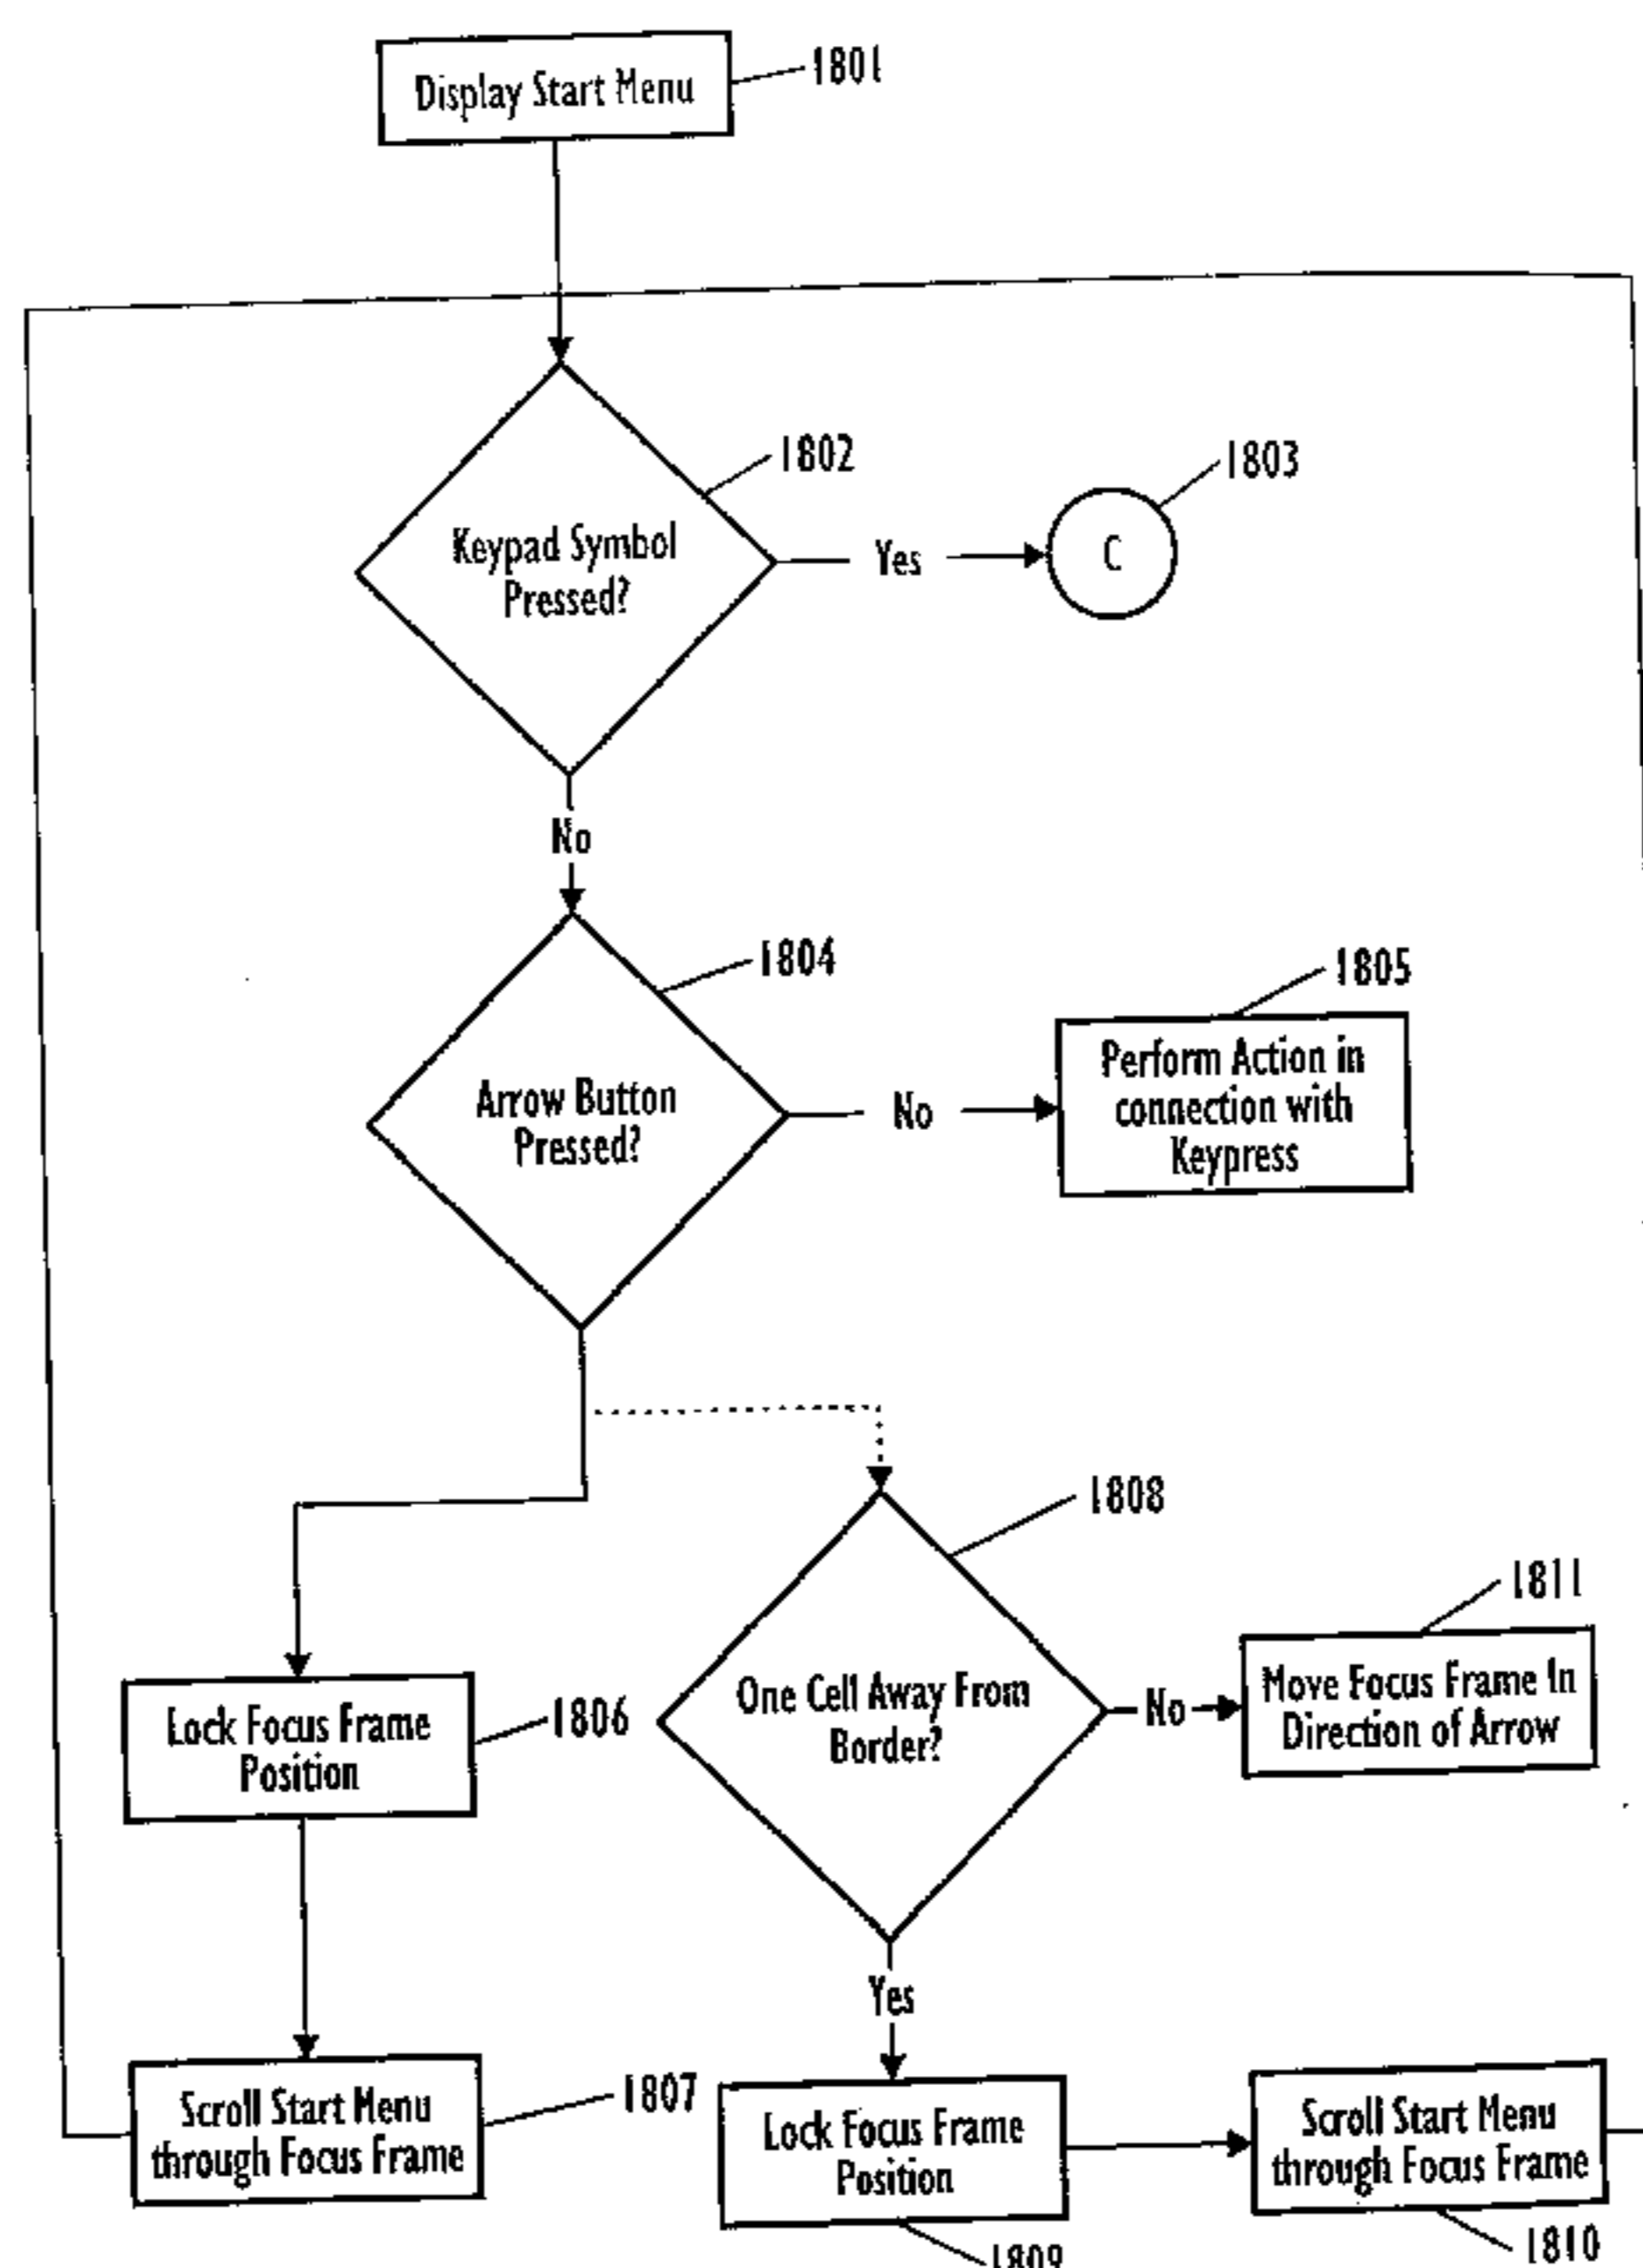 Display Start Menu
1801
1802
Keypad Symbol
Pressed?
Yes
1803
C
No
1804
Arrow Button
Pressed?
No
1805
Perform Action in
connection with
Keypress
1806
Lock Focus Frame
Position
1807
Scroll Start Menu
through Focus Frame
1808
One Cell Away From
Border?
No
1811
Move Focus Frame In
Direction of Arrow
Yes
Lock Focus Frame
Position
1809
Scroll Start Menu
through Focus Frame
1810